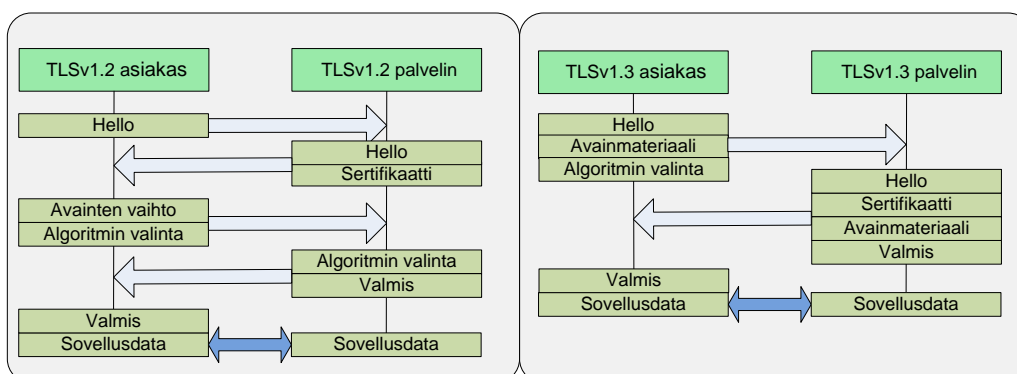 TLSv1.2 asiakas
TLSv1.2 palvelin
Hello
Hello
Sertifikaatti
Avainten vaihto
Algoritmin valinta
Algoritmin valinta
Valmis
Valmis
Sovellusdata
Sovellusdata
TLSv1.3 asiakas
TLSv1.3 palvelin
Hello
Avainmateriaali
Algoritmin valinta
Hello
Sertifikaatti
Avainmateriaali
Valmis
Valmis
Sovellusdata
Sovellusdata